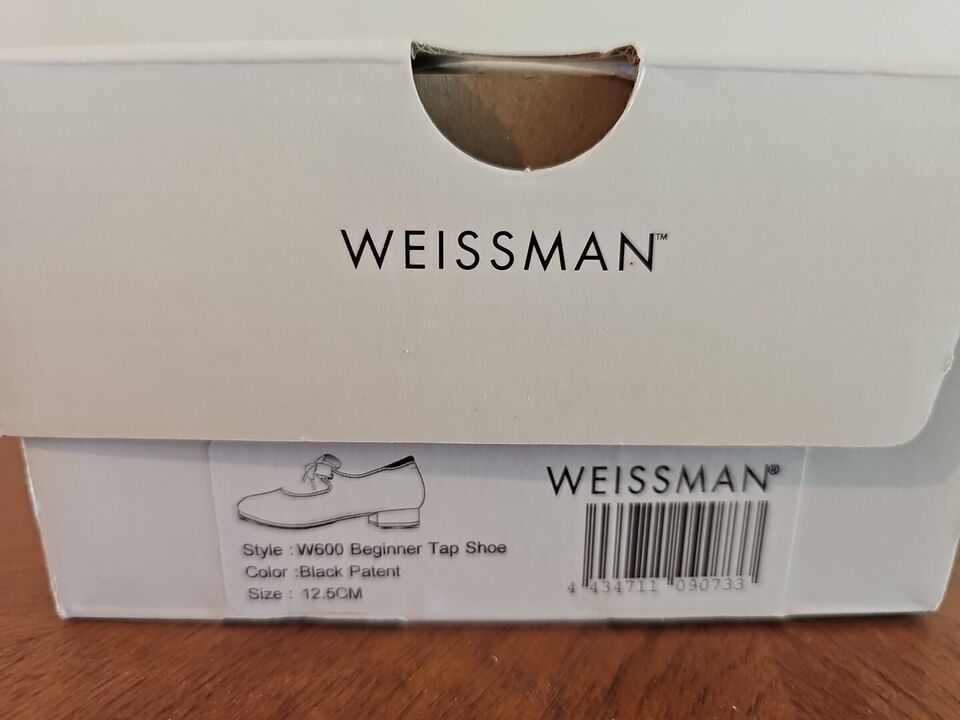 WEISSMAN™
WEISSMAN®
Style : W600 Beginner Tap Shoe
Color :Black Patent
Size : 12.5CM
4 434711 090733